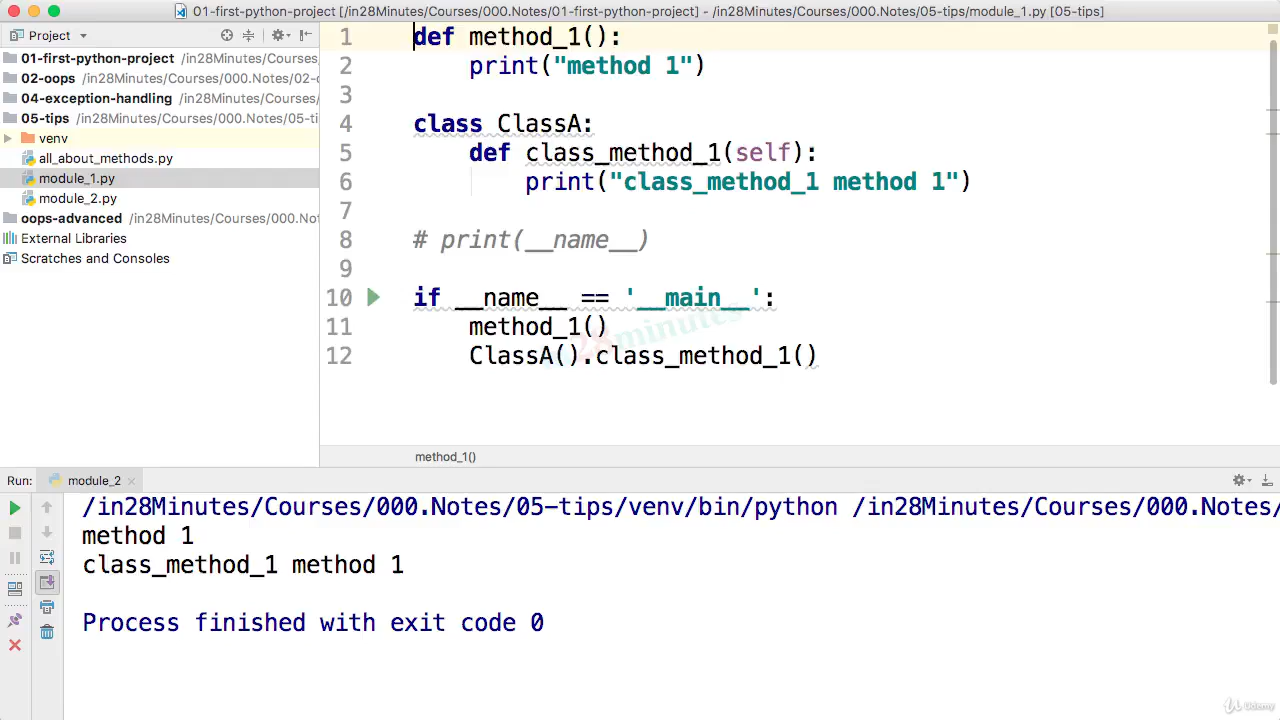 01-first-python-project [/in28Minutes/Courses/000.Notes/01-first-python-project] - /in28Minutes/Courses/000.Notes/05-tips/module_1.py [05-tips]
Project
01-first-python-project /in28Minutes/Courses/
02-oops /in28Minutes/Courses/000.Notes/02-o
04-exception-handling /in28Minutes/Courses/
05-tips /in28Minutes/Courses/000.Notes/05-ti
venv
all_about_methods.py
module_1.py
module_2.py
oops-advanced /in28Minutes/Courses/000.Not
External Libraries
Scratches and Consoles
1 def method_1():
2 print("method 1")
3
4 class ClassA:
5 def class_method_1(self):
6 print("class_method_1 method 1")
7
8 # print(__name__)
9
10 if __name__ == '__main__':
11 method_1()
12 ClassA().class_method_1()
in28minutes
method_1()
Run: module_2
/in28Minutes/Courses/000.Notes/05-tips/venv/bin/python /in28Minutes/Courses/000.Notes/
method 1
class_method_1 method 1
Process finished with exit code 0
Udemy